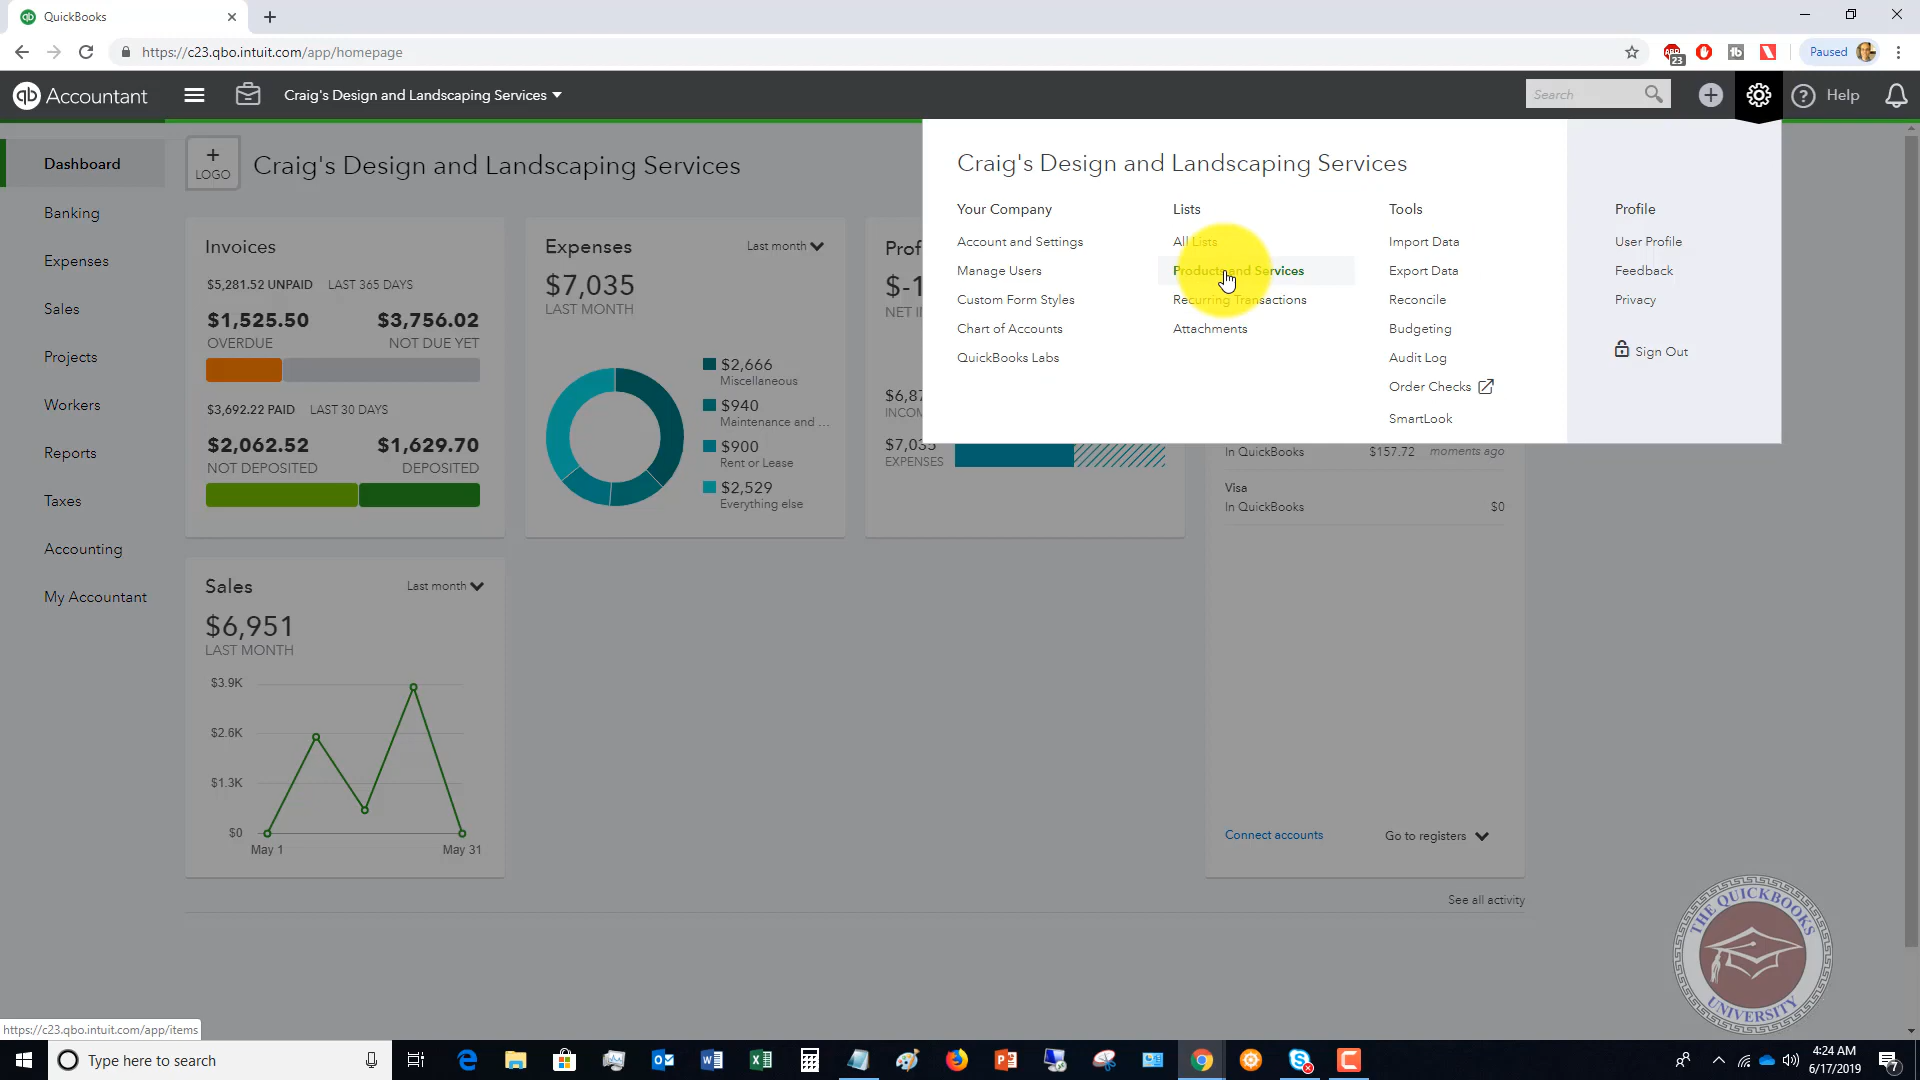 QuickBooks
https://c23.qbo.intuit.com/app/homepage
23
Paused
qb Accountant
Craig's Design and Landscaping Services
Search
Help
Dashboard
Banking
Expenses
Sales
Projects
Workers
Reports
Taxes
Accounting
My Accountant
+
LOGO
Craig's Design and Landscaping Services
Invoices
$5,281.52 UNPAID LAST 365 DAYS
$1,525.50 $3,756.02
OVERDUE NOT DUE YET
$3,692.22 PAID LAST 30 DAYS
$2,062.52 $1,629.70
NOT DEPOSITED DEPOSITED
Expenses Last month
$7,035
LAST MONTH
$2,666
Miscellaneous
$940
Maintenance and ...
$900
Rent or Lease
$2,529
Everything else
Prof
$-1
NET I
$6,87
INCOM
$7,035
EXPENSES
Craig's Design and Landscaping Services
Your Company
Account and Settings
Manage Users
Custom Form Styles
Chart of Accounts
QuickBooks Labs
Lists
All Lists
Products and Services
Recurring Transactions
Attachments
Tools
Import Data
Export Data
Reconcile
Budgeting
Audit Log
Order Checks
SmartLook
Profile
User Profile
Feedback
Privacy
Sign Out
In QuickBooks $157.72 moments ago
Visa
In QuickBooks $0
Connect accounts Go to registers
See all activity
Sales Last month
$6,951
LAST MONTH
$3.9K
$2.6K
$1.3K
$0
May 1 May 31
THE QUICKBOOKS
UNIVERSITY
https://c23.qbo.intuit.com/app/items
Type here to search
4:24 AM
6/17/2019
7